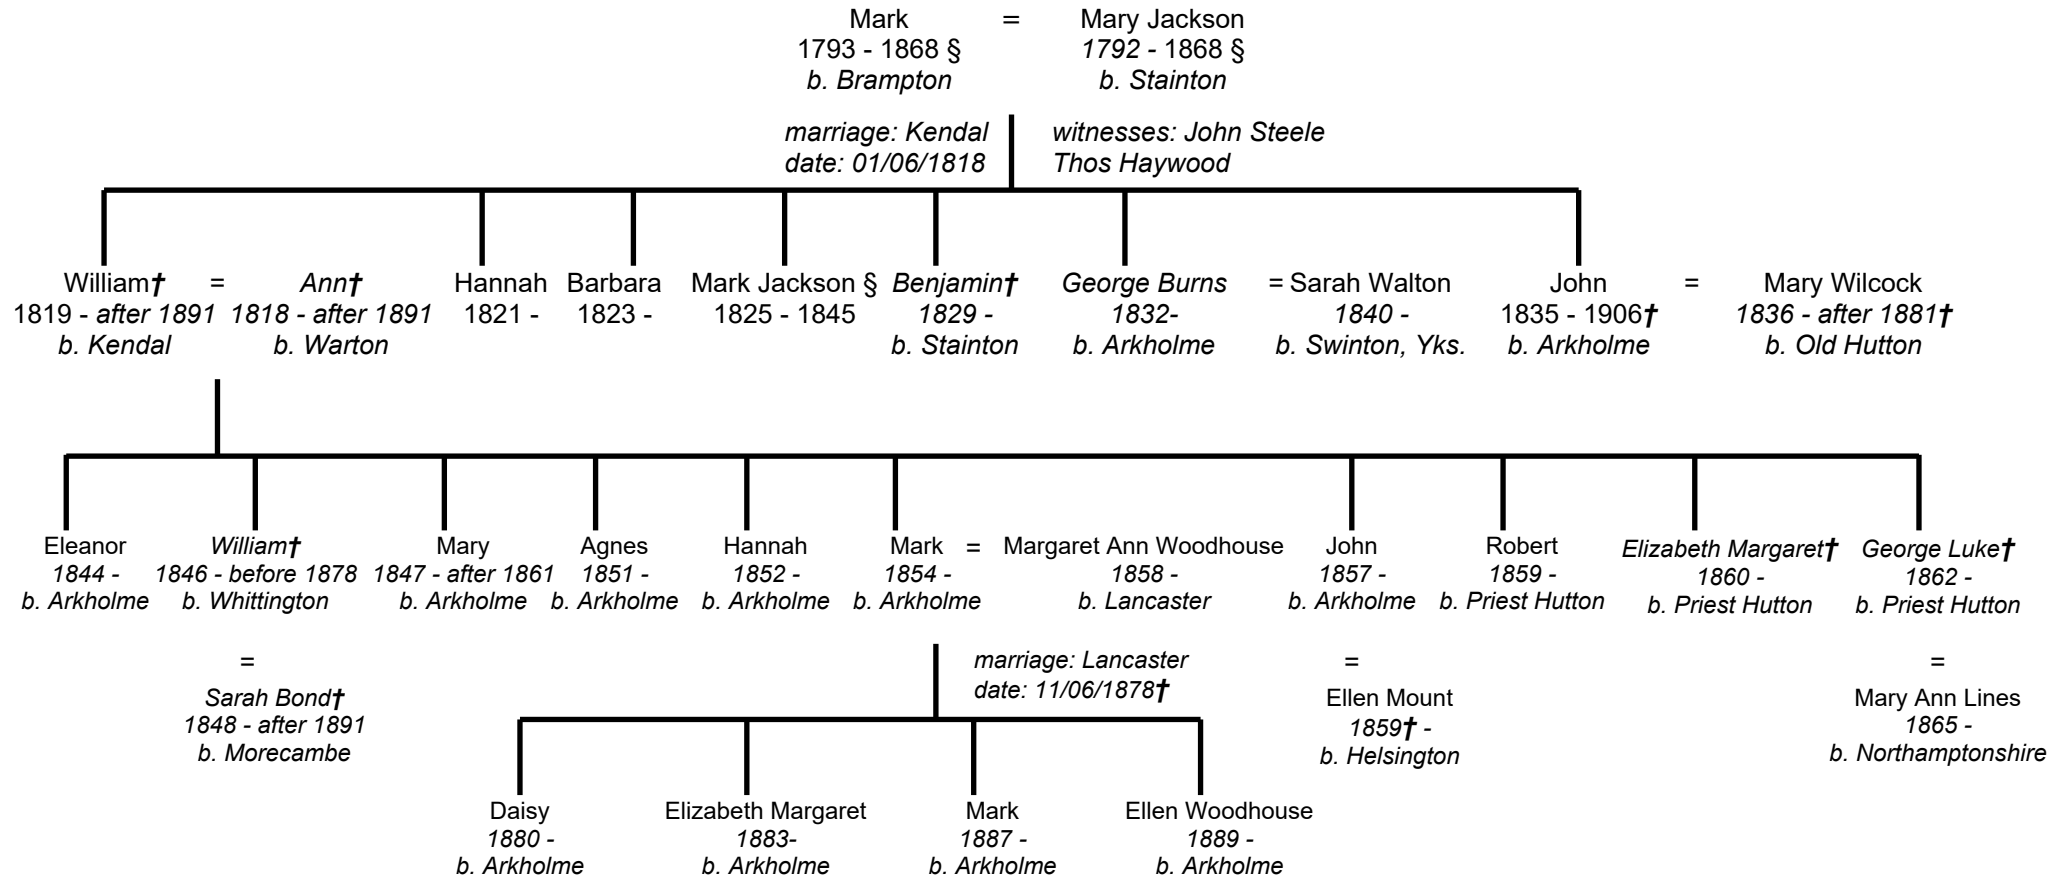 Mark = Mary Jackson
1793 - 1868 § 1792 - 1868 §
b. Brampton b. Stainton
marriage: Kendal witnesses: John Steele
date: 01/06/1818 Thos Haywood
William† = Ann† Hannah Barbara Mark Jackson § Benjamin† George Burns = Sarah Walton John = Mary Wilcock
1819 - after 1891 1818 - after 1891 1821 - 1823 - 1825 - 1845 1829 - 1832- 1840 - 1835 - 1906† 1836 - after 1881†
b. Kendal b. Warton b. Stainton b. Arkholme b. Swinton, Yks. b. Arkholme b. Old Hutton
Eleanor William† Mary Agnes Hannah Mark = Margaret Ann Woodhouse John Robert Elizabeth Margaret† George Luke†
1844 - 1846 - before 1878 1847 - after 1861 1851 - 1852 - 1854 - 1858 - 1857 - 1859 - 1860 - 1862 -
b. Arkholme b. Whittington b. Arkholme b. Arkholme b. Arkholme b. Arkholme b. Lancaster b. Arkholme b. Priest Hutton b. Priest Hutton b. Priest Hutton
= marriage: Lancaster = =
date: 11/06/1878†
Sarah Bond† Ellen Mount Mary Ann Lines
1848 - after 1891 1859† - 1865 -
b. Morecambe b. Helsington b. Northamptonshire
Daisy Elizabeth Margaret Mark Ellen Woodhouse
1880 - 1883- 1887 - 1889 -
b. Arkholme b. Arkholme b. Arkholme b. Arkholme